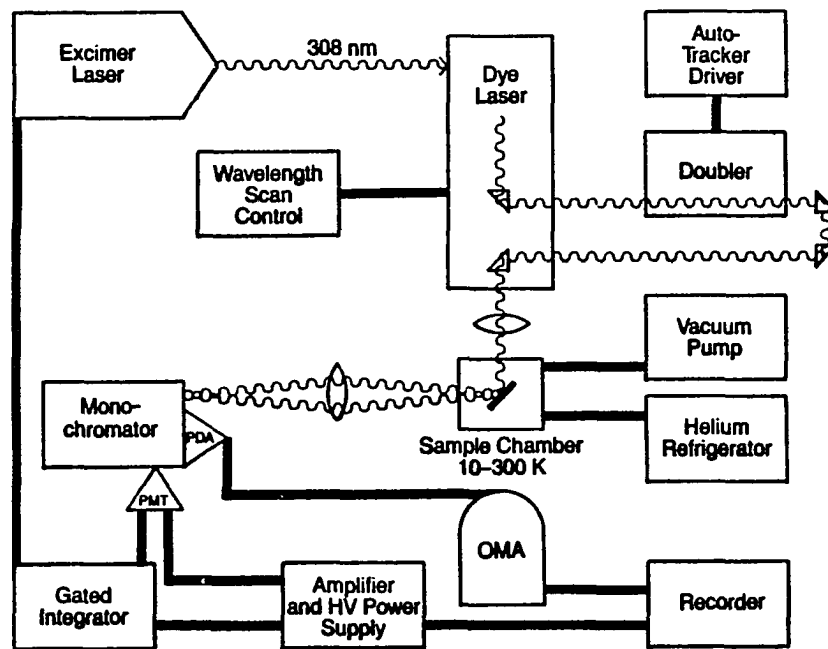 Excimer
Laser
308 nm
Dye
Laser
Auto-
Tracker
Driver
Doubler
Wavelength
Scan
Control
Vacuum
Pump
Helium
Refrigerator
Sample Chamber
10–300 K
Mono-
chromator
PDA
PMT
OMA
Gated
Integrator
Amplifier
and HV Power
Supply
Recorder